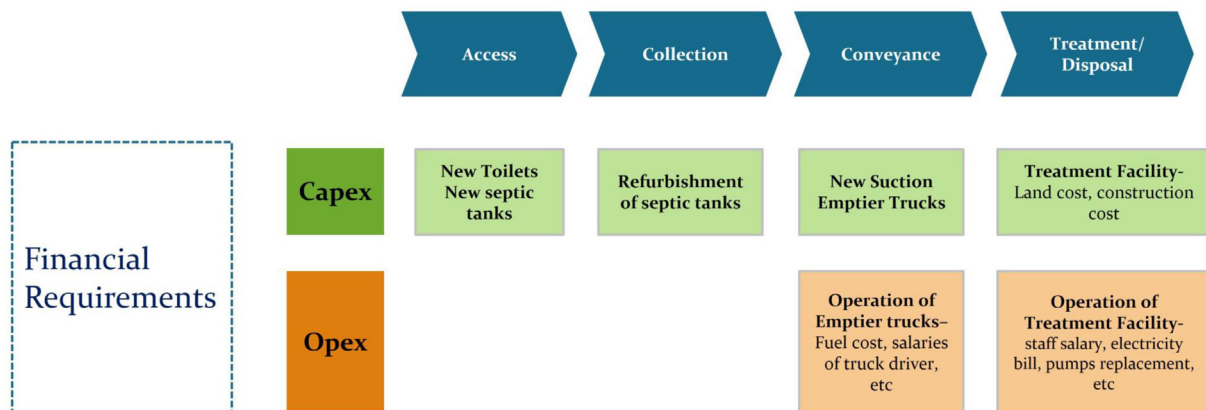 Access
Collection
Conveyance
Treatment/
Disposal
Financial
Requirements
Capex
New Toilets
New septic
tanks
Refurbishment
of septic tanks
New Suction
Emptier Trucks
Treatment Facility-
Land cost, construction
cost
Opex
Operation of
Emptier trucks–
Fuel cost, salaries
of truck driver,
etc
Operation of
Treatment Facility-
staff salary, electricity
bill, pumps replacement,
etc